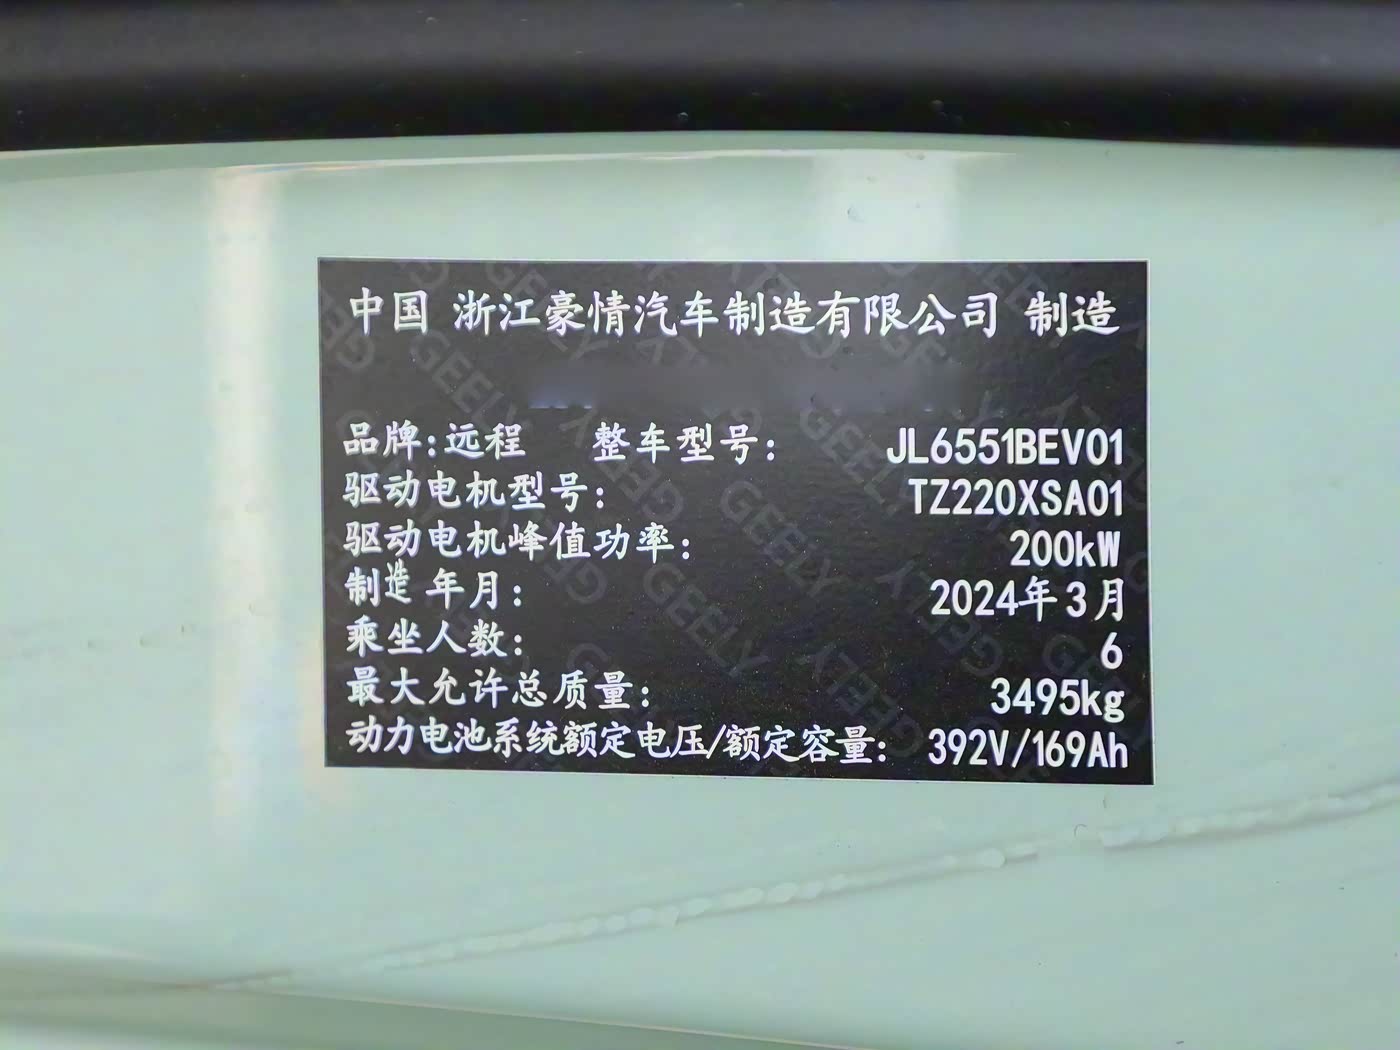 中国 浙江豪情汽车制造有限公司 制造
品牌:远程 整车型号: JL6551BEV01
驱动电机型号: TZ220XSA01
驱动电机峰值功率: 200kW
制造年月: 2024年3月
乘坐人数: 6
最大允许总质量: 3495kg
动力电池系统额定电压/额定容量: 392V/169Ah